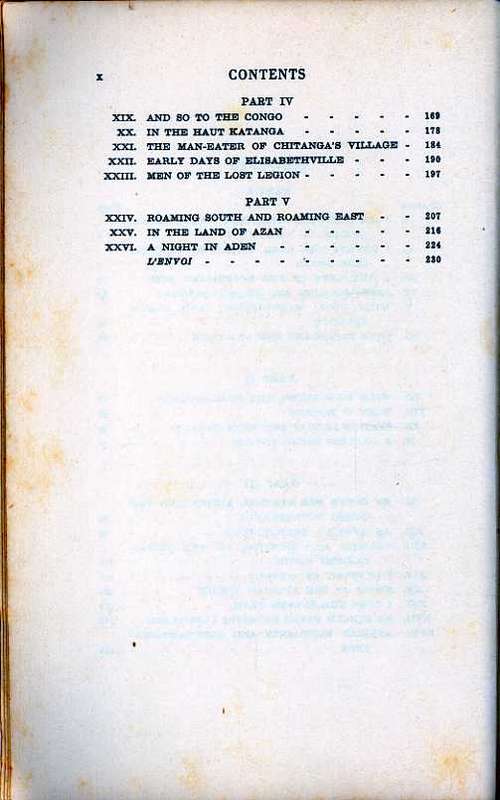 x CONTENTS
PART IV
XIX. AND SO TO THE CONGO - - - - - 169
XX. IN THE HAUT KATANGA - - - - - 178
XXI. THE MAN-EATER OF CHITANGA'S VILLAGE - 184
XXII. EARLY DAYS OF ELISABETHVILLE - - - 190
XXIII. MEN OF THE LOST LEGION - - - - - 197
PART V
XXIV. ROAMING SOUTH AND ROAMING EAST - - 207
XXV. IN THE LAND OF AZAN - - - - - 216
XXVI. A NIGHT IN ADEN - - - - - - 224
L'ENVOI - - - - - - - - - 230